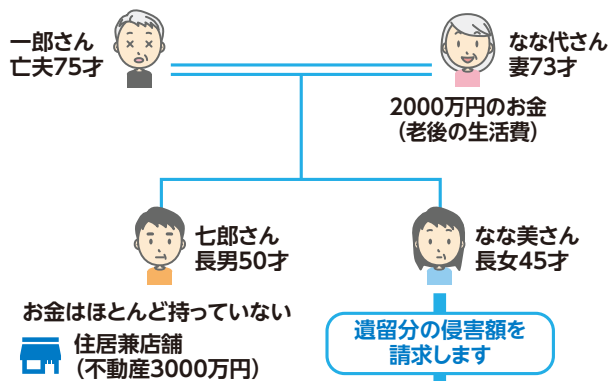 一郎さん
亡夫75才
なな代さん
妻73才
2000万円のお金
（老後の生活費）
七郎さん
長男50才
なな美さん
長女45才
お金はほとんど持っていない
住居兼店舗
（不動産3000万円）
遺留分の侵害額を
請求します